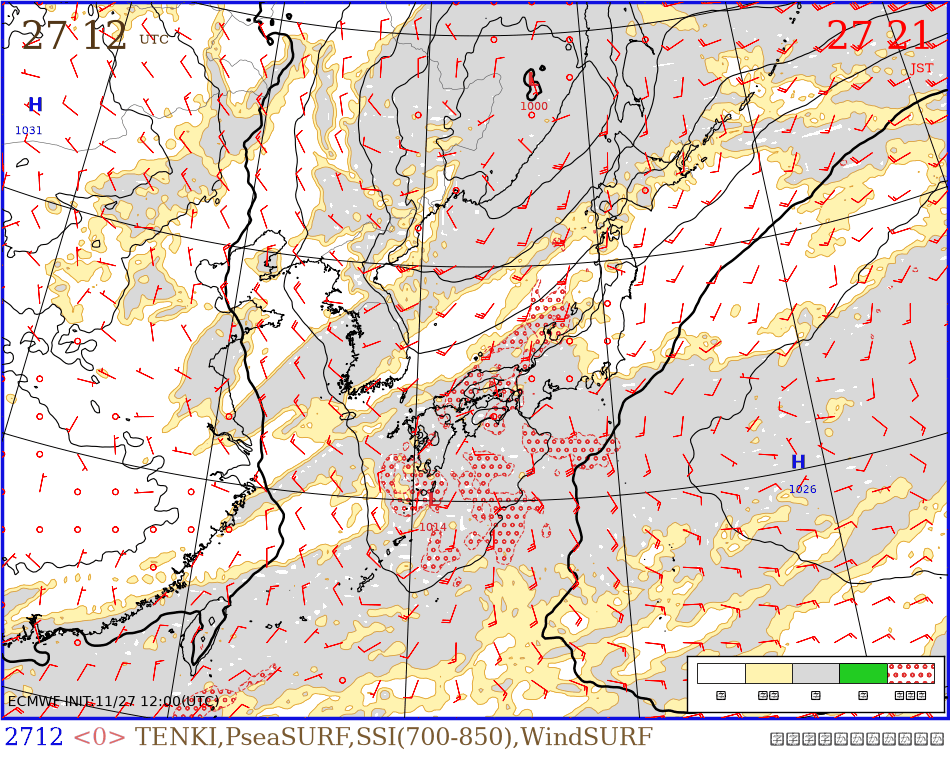 27 12 UTC
27 21
JST
H
1031
1000
H
1026
1014
ECMWF INIT:11/27 12:00(UTC)
2712 <0> TENKI,PseaSURF,SSI(700-850),WindSURF